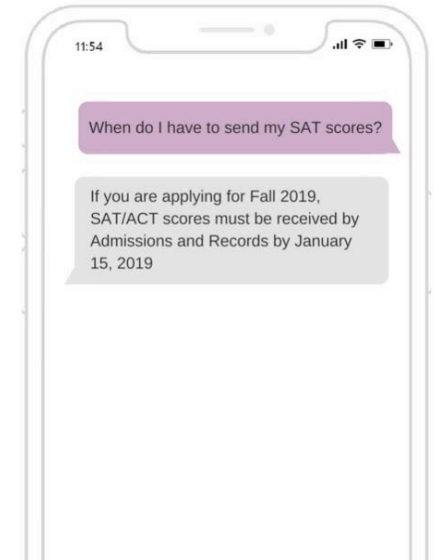 11:54
When do I have to send my SAT scores?
If you are applying for Fall 2019,
SAT/ACT scores must be received by
Admissions and Records by January
15, 2019